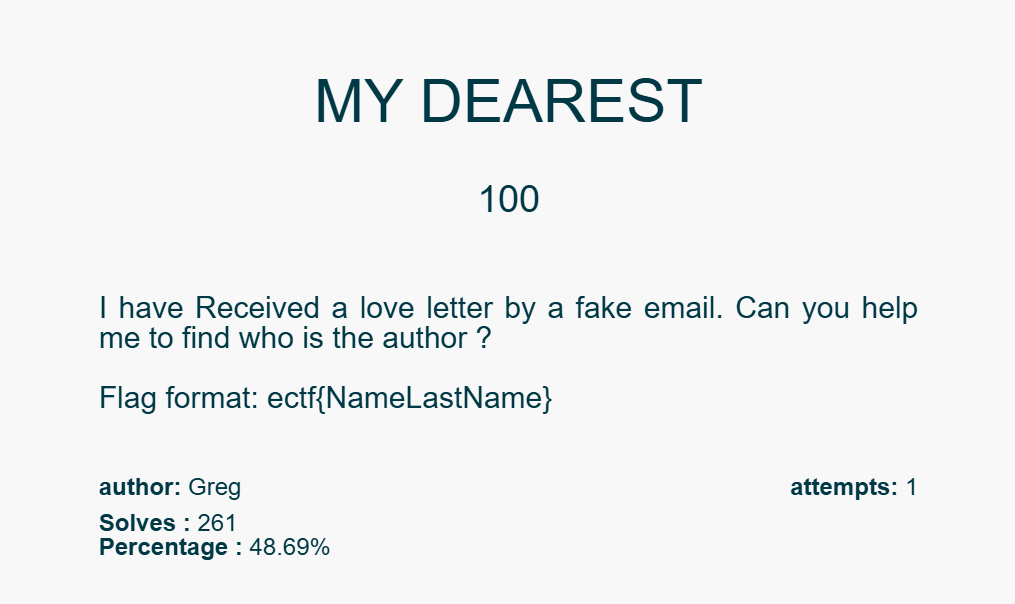 MY DEAREST
100
I have Received a love letter by a fake email. Can you help
me to find who is the author ?
Flag format: ectf{NameLastName}
author: Greg
attempts: 1
Solves : 261
Percentage : 48.69%